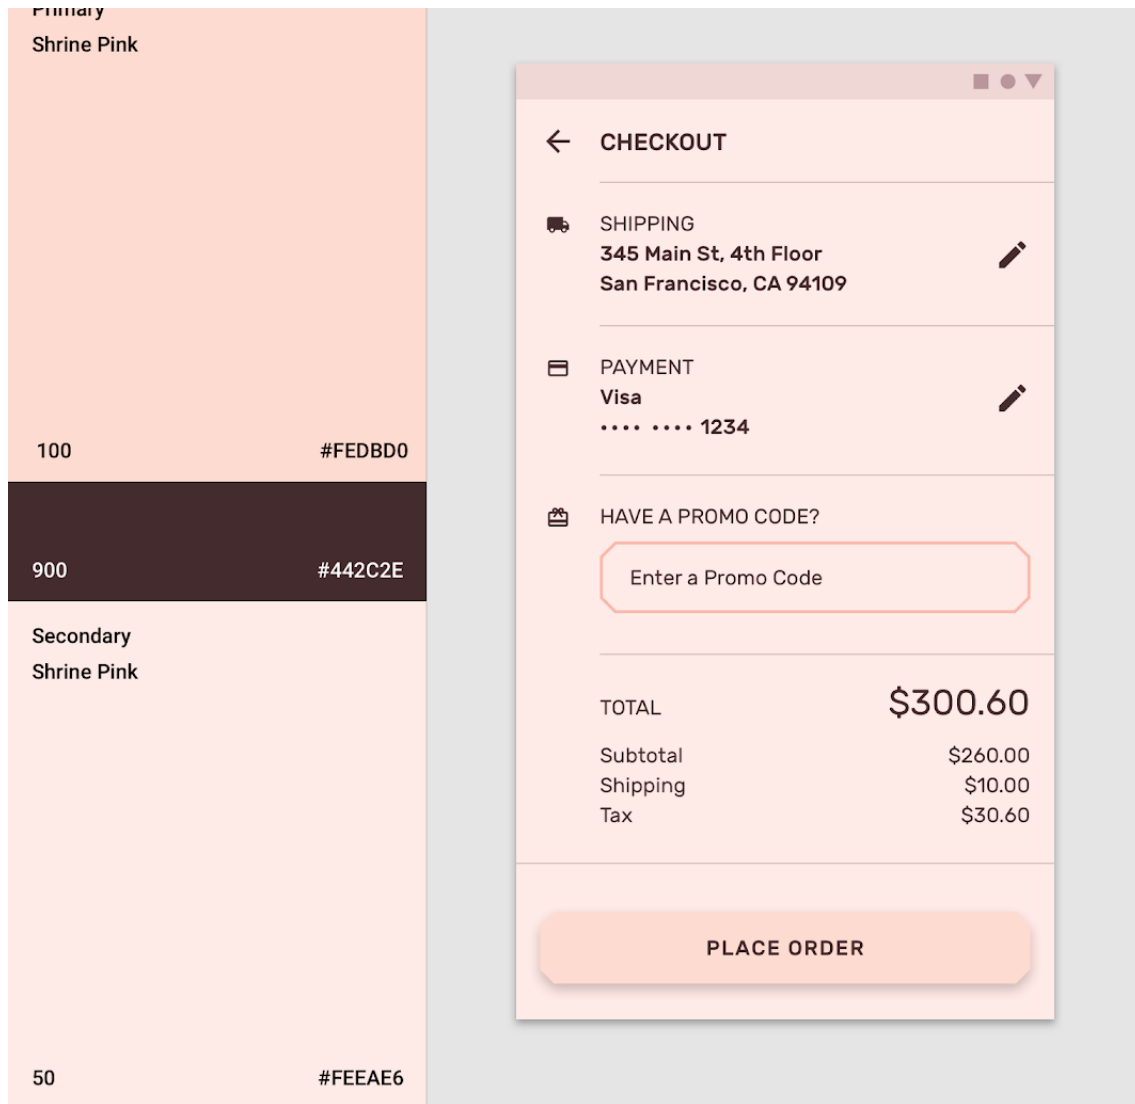 Primary
Shrine Pink
100 #FEDBD0
900 #442C2E
Secondary
Shrine Pink
50 #FEEAE6
CHECKOUT
SHIPPING
345 Main St, 4th Floor
San Francisco, CA 94109
PAYMENT
Visa
•••• •••• 1234
HAVE A PROMO CODE?
Enter a Promo Code
TOTAL $300.60
Subtotal $260.00
Shipping $10.00
Tax $30.60
PLACE ORDER